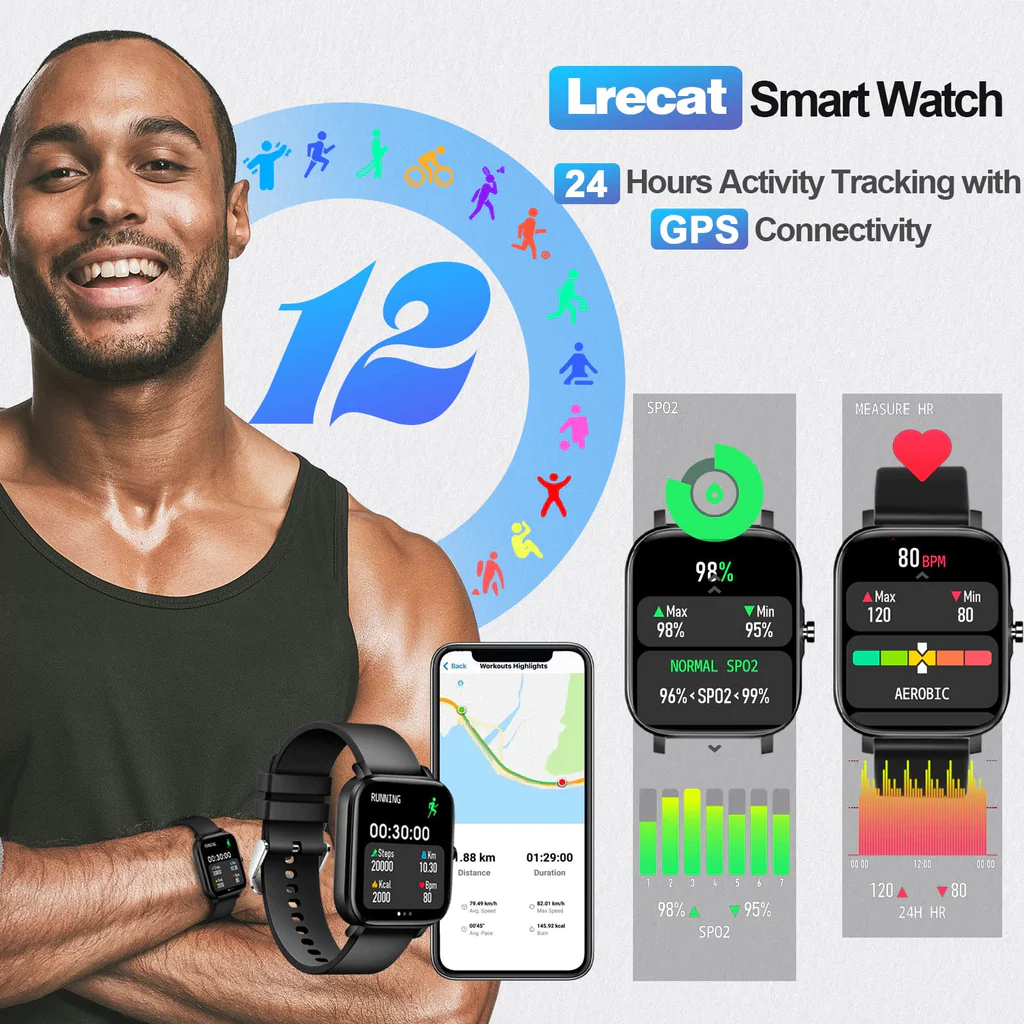 Lrecat Smart Watch
24 Hours Activity Tracking with
GPS Connectivity
12
SPO2
98%
Max Min
98% 95%
NORMAL SPO2
96%<SPO2<99%
1 2 3 4 5 6 7
98% 95%
SPO2
MEASURE HR
80 BPM
Max Min
120 80
AEROBIC
00:00 12:00 00:00
120 80
24H HR
Back Workouts Highlights
.88 km 01:29:00
Distance Duration
79.49 km/h 82.01 km/h
Avg. Speed Max Speed
00'45" 145.92 kcal
Avg. Pace Burn
RUNNING
00:30:00
Steps Km
20000 10.30
Kcal Bpm
2000 80
RUNNING
00:30:00